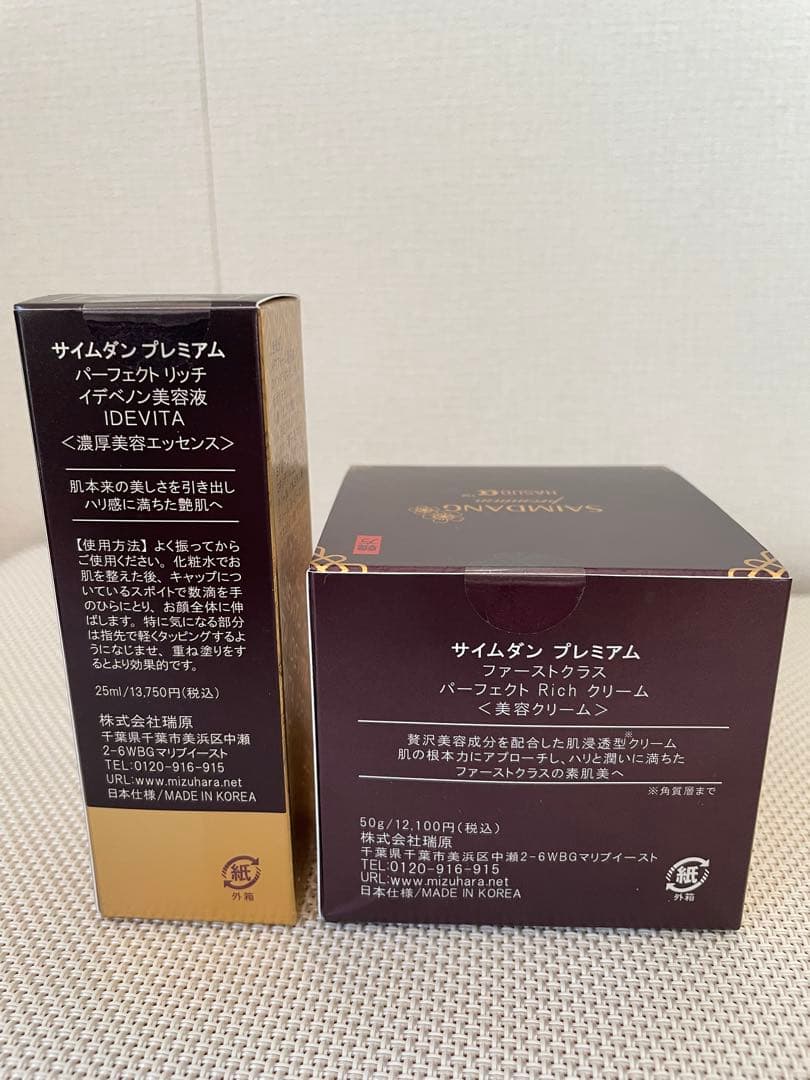 サイムダン プレミアム
パーフェクト リッチ
イデベノン美容液
IDEVITA
＜濃厚美容エッセンス＞
肌本来の美しさを引き出し
ハリ感に満ちた艶肌へ
【使用方法】よく振ってから
ご使用ください。化粧水でお
肌を整えた後、キャップにつ
いているスポイトで数滴を手
のひらにとり、お顔全体に伸
ばします。特に気になる部分
は指先で軽くタッピングするよ
うになじませ、重ね塗りをす
るとより効果的です。
25ml/13,750円(税込)
株式会社瑞原
千葉県千葉市美浜区中瀬
2-6WBGマリブイースト
TEL:0120-916-915
URL:www.mizuhara.net
日本仕様/MADE IN KOREA
紙
外箱
SAIMDANG
premium
HASUO
サイムダン プレミアム
ファーストクラス
パーフェクト Rich クリーム
＜美容クリーム＞
贅沢美容成分を配合した肌浸透型※クリーム
肌の根本力にアプローチし、ハリと潤いに満ちた
ファーストクラスの素肌美へ
※角質層まで
50g/12,100円(税込)
株式会社瑞原
千葉県千葉市美浜区中瀬2-6WBGマリブイースト
TEL:0120-916-915
URL:www.mizuhara.net
日本仕様/MADE IN KOREA
紙
外箱